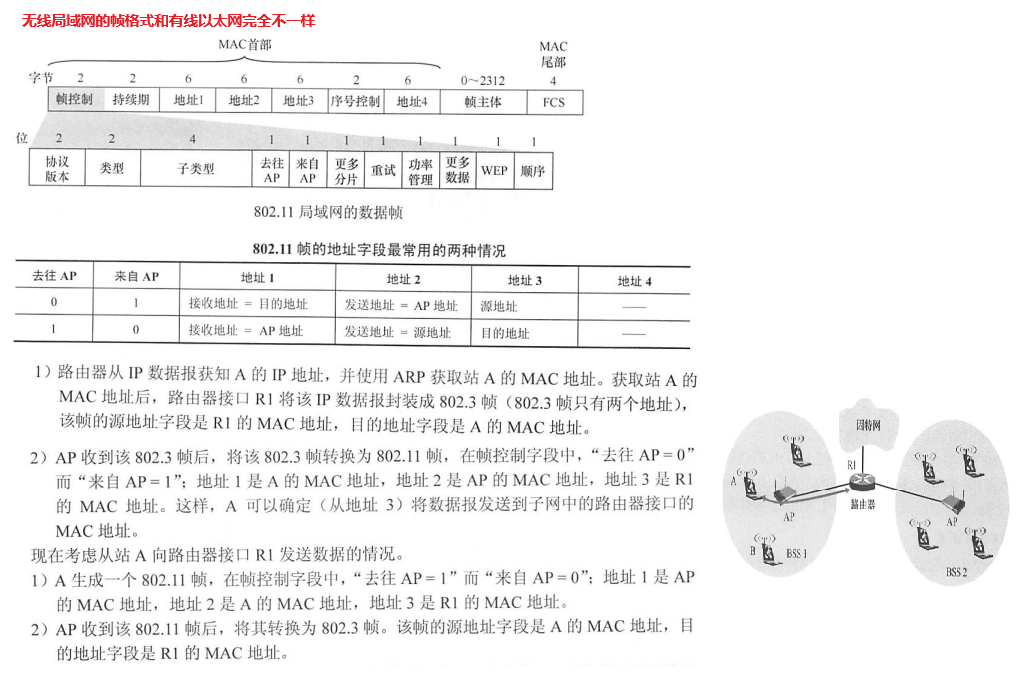 无线局域网的帧格式和有线以太网完全不一样
MAC首部
MAC
尾部
字节 2 2 6 6 6 2 6 0～2312 4
帧控制 持续期 地址1 地址2 地址3 序号控制 地址4 帧主体 FCS
位 2 2 4 1 1 1 1 1 1 1 1
协议版本 类型 子类型 去往AP 来自AP 更多分片 重试 功率管理 更多数据 WEP 顺序
802.11 局域网的数据帧
802.11 帧的地址字段最常用的两种情况
去往 AP 来自 AP 地址 1 地址 2 地址 3 地址 4
0 1 接收地址 = 目的地址 发送地址 = AP 地址 源地址 ——
1 0 接收地址 = AP 地址 发送地址 = 源地址 目的地址 ——
1）路由器从 IP 数据报获知 A 的 IP 地址，并使用 ARP 获取站 A 的 MAC 地址。获取站 A 的
MAC 地址后，路由器接口 R1 将该 IP 数据报封装成 802.3 帧（802.3 帧只有两个地址），
该帧的源地址字段是 R1 的 MAC 地址，目的地址字段是 A 的 MAC 地址。
2）AP 收到该 802.3 帧后，将该 802.3 帧转换为 802.11 帧，在帧控制字段中，“去往 AP = 0”
而“来自 AP = 1”；地址 1 是 A 的 MAC 地址，地址 2 是 AP 的 MAC 地址，地址 3 是 R1
的 MAC 地址。这样，A 可以确定（从地址 3）将数据报发送到子网中的路由器接口的
MAC 地址。
现在考虑从站 A 向路由器接口 R1 发送数据的情况。
1）A 生成一个 802.11 帧，在帧控制字段中，“去往 AP = 1”而“来自 AP = 0”；地址 1 是 AP
的 MAC 地址，地址 2 是 A 的 MAC 地址，地址 3 是 R1 的 MAC 地址。
2）AP 收到该 802.11 帧后，将其转换为 802.3 帧。该帧的源地址字段是 A 的 MAC 地址，目
的地址字段是 R1 的 MAC 地址。
因特网
R1
路由器
A
AP
B
BSS 1
AP
BSS 2